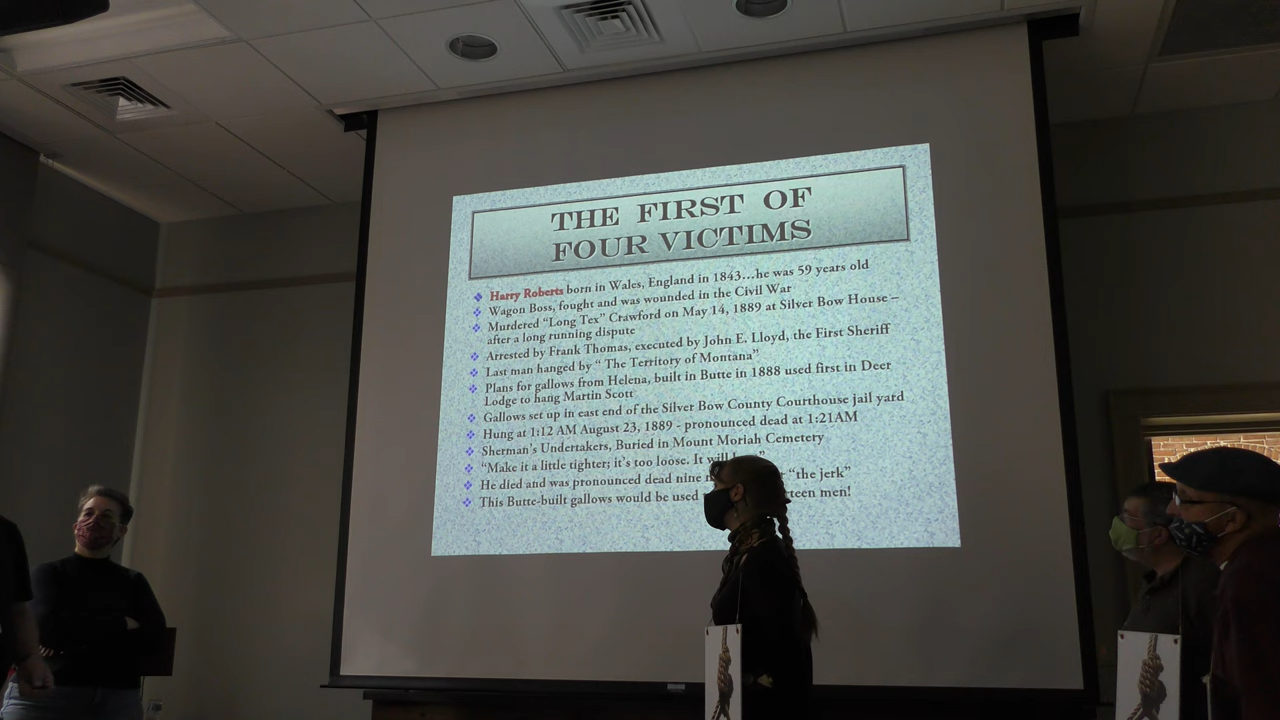 THE FIRST OF
FOUR VICTIMS
Harry Roberts born in Wales, England in 1843...he was 59 years old
Wagon Boss, fought and was wounded in the Civil War
Murdered "Long Tex" Crawford on May 14, 1889 at Silver Bow House –
after a long running dispute
Arrested by Frank Thomas, executed by John E. Lloyd, the First Sheriff
Last man hanged by " The Territory of Montana"
Plans for gallows from Helena, built in Butte in 1888 used first in Deer
Lodge to hang Martin Scott
Gallows set up in east end of the Silver Bow County Courthouse jail yard
Hung at 1:12 AM August 23, 1889 - pronounced dead at 1:21AM
Sherman's Undertakers, Buried in Mount Moriah Cemetery
"Make it a little tighter; it's too loose. It will
He died and was pronounced dead nine "the jerk"
This Butte-built gallows would be used men!